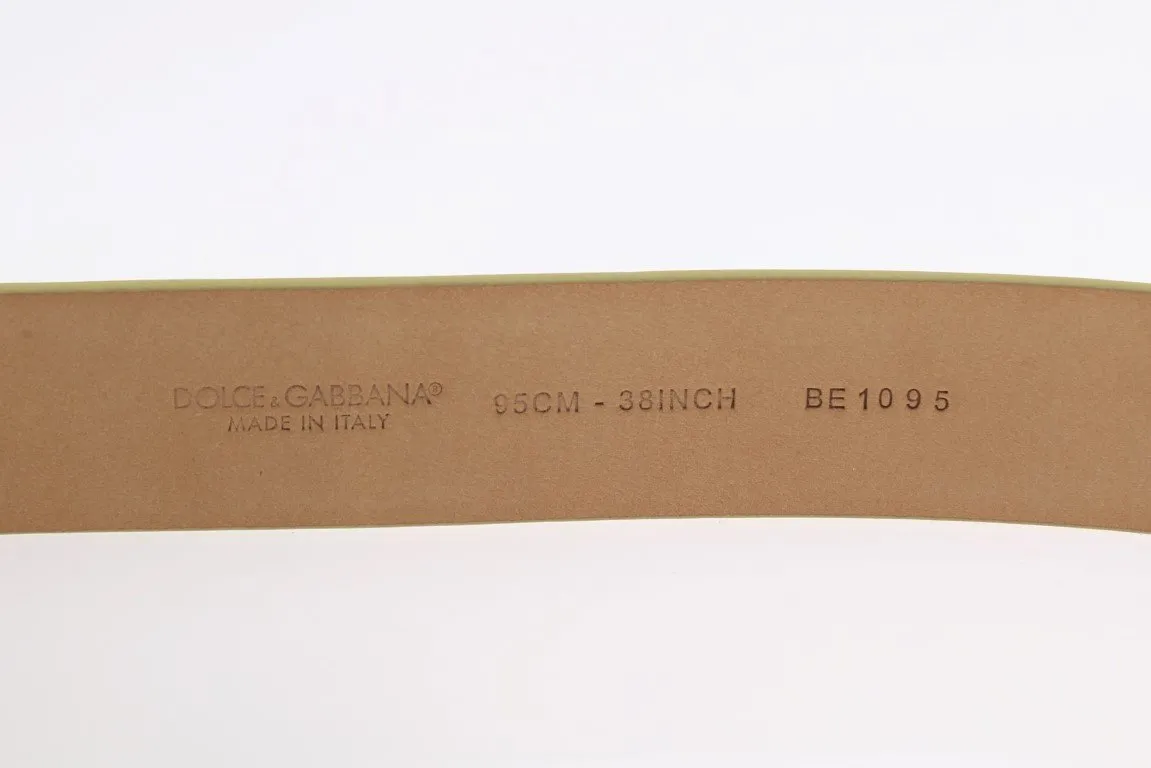 DOLCE & GABBANA® 95CM - 38INCH BE1095
MADE IN ITALY